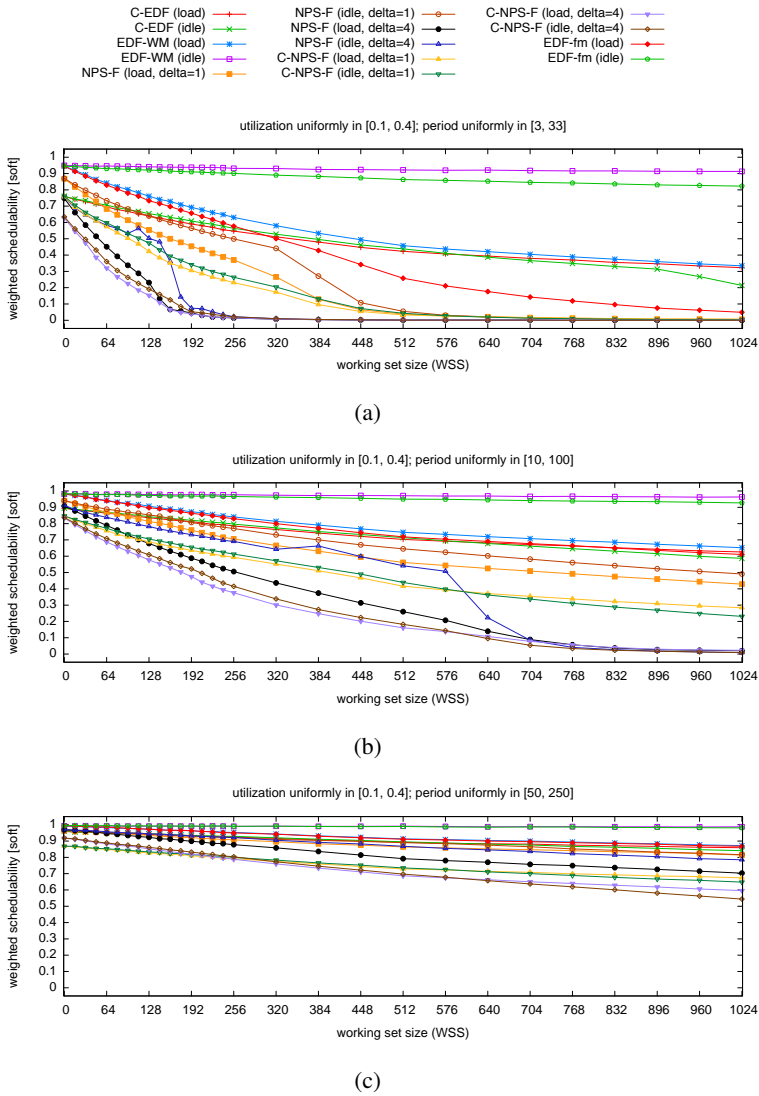 C-EDF (load)
C-EDF (idle)
EDF-WM (load)
EDF-WM (idle)
NPS-F (load, delta=1)
NPS-F (idle, delta=1)
NPS-F (load, delta=4)
NPS-F (idle, delta=4)
C-NPS-F (load, delta=1)
C-NPS-F (idle, delta=1)
C-NPS-F (load, delta=4)
C-NPS-F (idle, delta=4)
EDF-fm (load)
EDF-fm (idle)
utilization uniformly in [0.1, 0.4]; period uniformly in [3, 33]
weighted schedulability [soft]
1
0.9
0.8
0.7
0.6
0.5
0.4
0.3
0.2
0.1
0
0 64 128 192 256 320 384 448 512 576 640 704 768 832 896 960 1024
working set size (WSS)
(a)
utilization uniformly in [0.1, 0.4]; period uniformly in [10, 100]
weighted schedulability [soft]
1
0.9
0.8
0.7
0.6
0.5
0.4
0.3
0.2
0.1
0
0 64 128 192 256 320 384 448 512 576 640 704 768 832 896 960 1024
working set size (WSS)
(b)
utilization uniformly in [0.1, 0.4]; period uniformly in [50, 250]
weighted schedulability [soft]
1
0.9
0.8
0.7
0.6
0.5
0.4
0.3
0.2
0.1
0
0 64 128 192 256 320 384 448 512 576 640 704 768 832 896 960 1024
working set size (WSS)
(c)